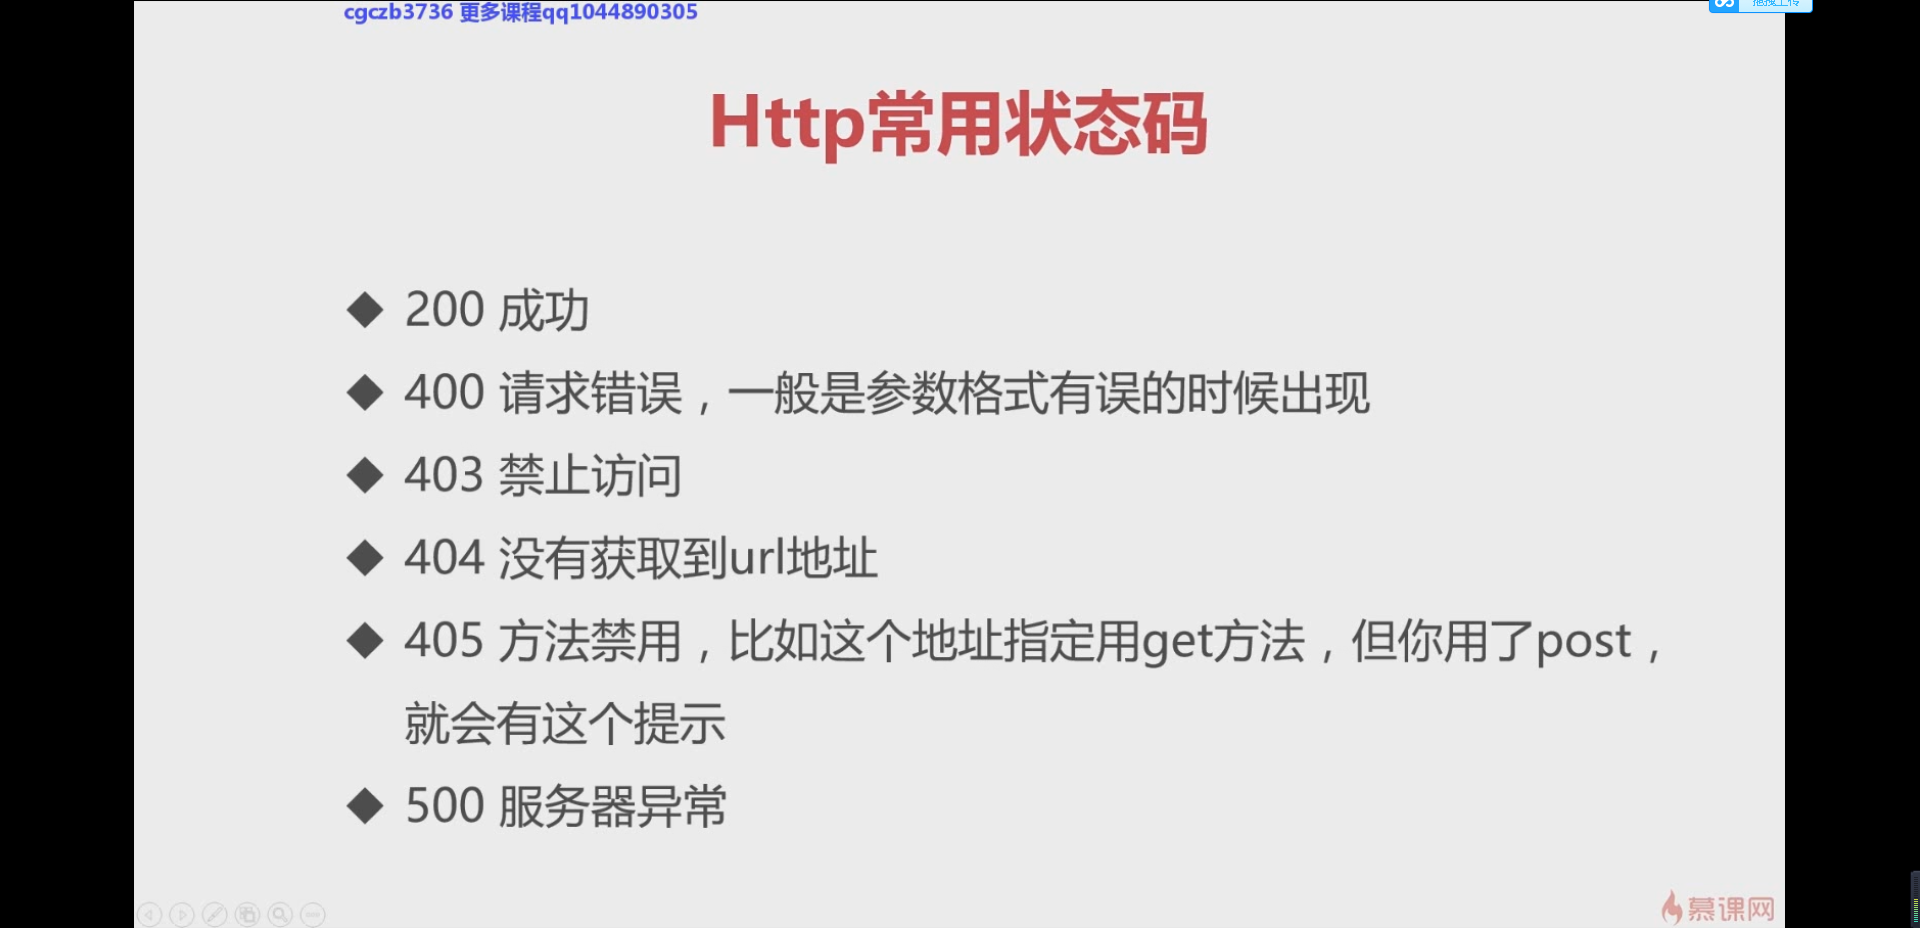 cgczb3736 更多课程qq1044890305
拖拽上传
Http常用状态码
◆ 200 成功
◆ 400 请求错误，一般是参数格式有误的时候出现
◆ 403 禁止访问
◆ 404 没有获取到url地址
◆ 405 方法禁用，比如这个地址指定用get方法，但你用了post，
就会有这个提示
◆ 500 服务器异常
慕课网